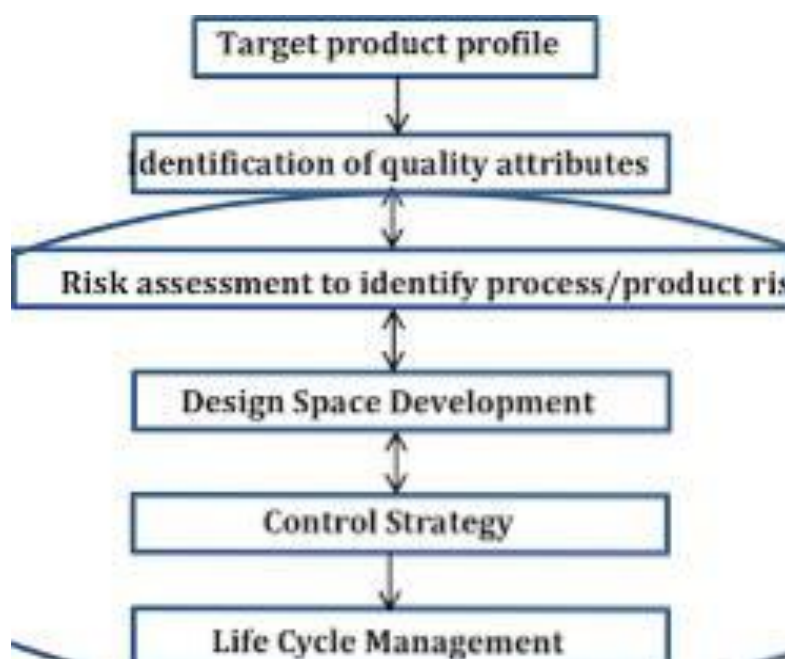 Target product profile
Identification of quality attributes
Risk assessment to identify process/product ris
Design Space Development
Control Strategy
Life Cycle Management